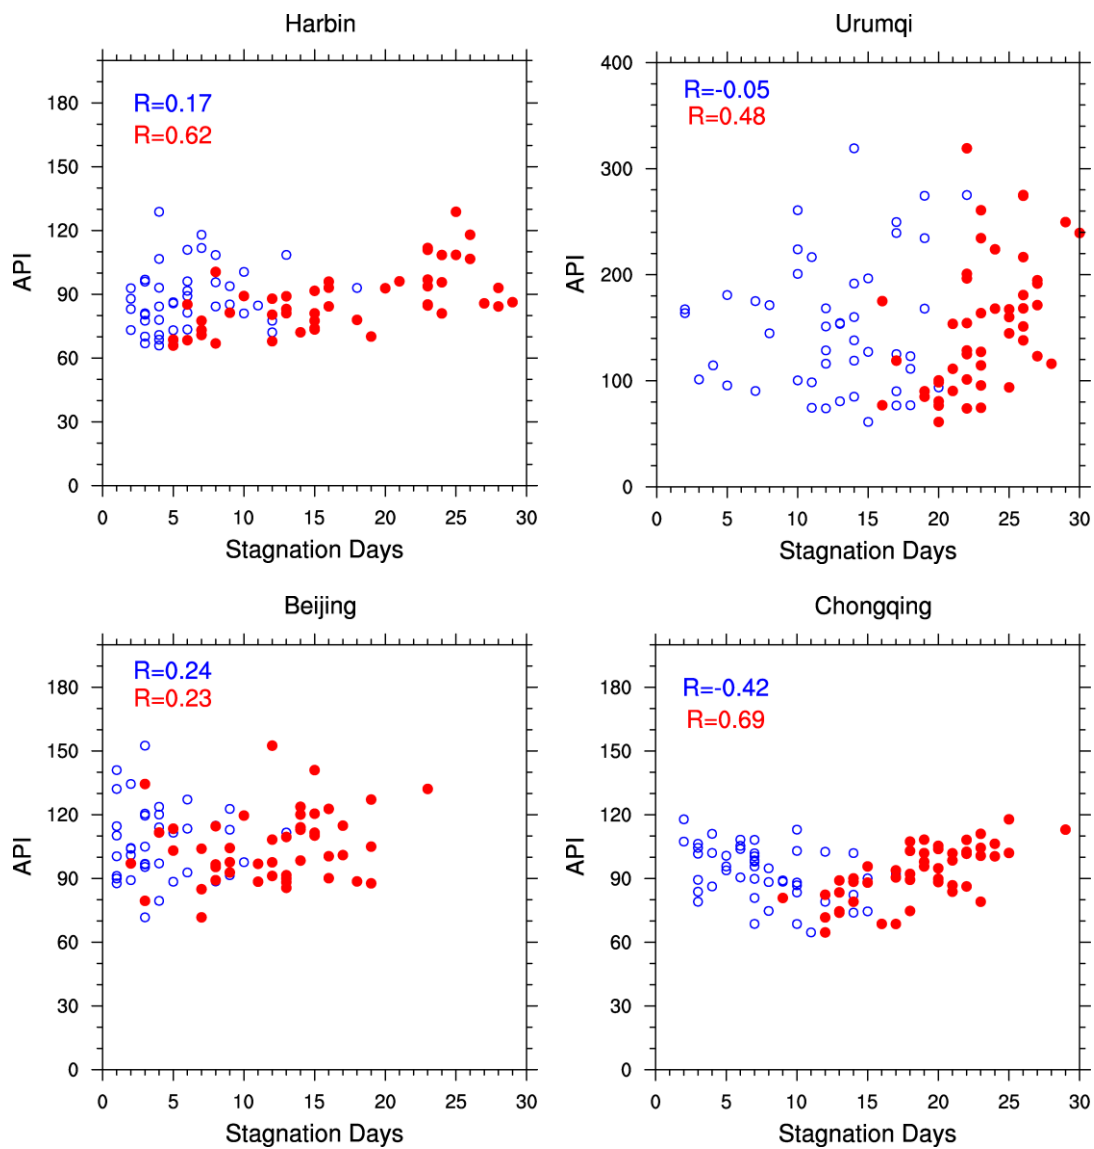 Harbin
R=0.17
R=0.62
API
180
150
120
90
60
30
0
0 5 10 15 20 25 30
Stagnation Days
Urumqi
R=-0.05
R=0.48
API
400
300
200
100
0
0 5 10 15 20 25 30
Stagnation Days
Beijing
R=0.24
R=0.23
API
180
150
120
90
60
30
0
0 5 10 15 20 25 30
Stagnation Days
Chongqing
R=-0.42
R=0.69
API
180
150
120
90
60
30
0
0 5 10 15 20 25 30
Stagnation Days